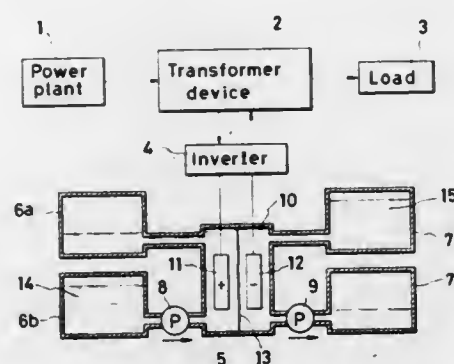 1
2
3
Power
plant
Transformer
device
Load
4
Inverter
6a
10
15
11
12
7
14
8
9
+
-
P
P
7
6b
5
13